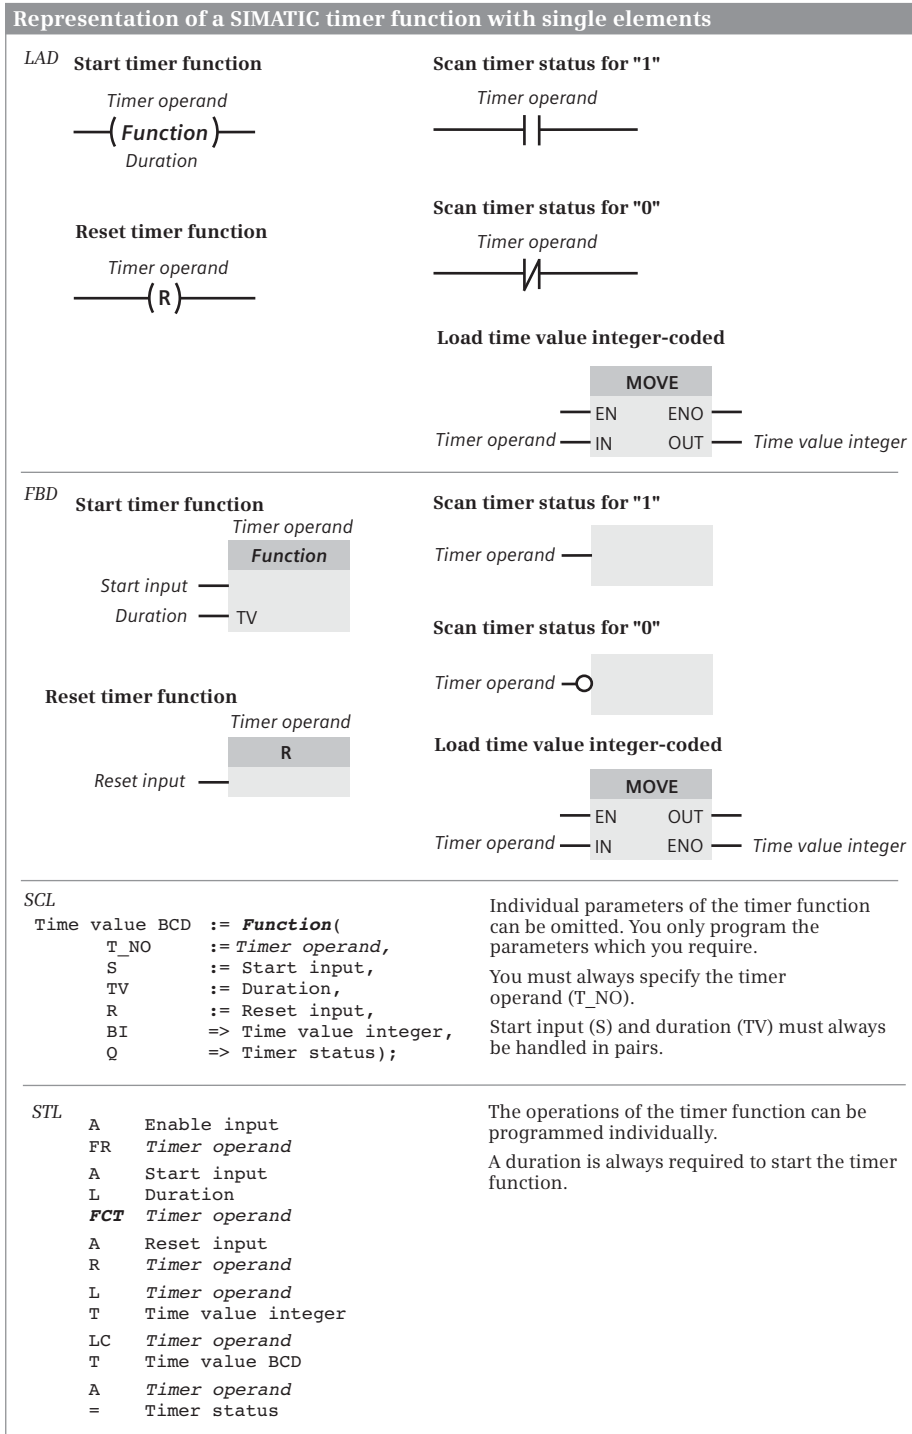 Representation of a SIMATIC timer function with single elements
LAD
Start timer function
Timer operand
Function
Duration
Reset timer function
Timer operand
R
Scan timer status for "1"
Timer operand
Scan timer status for "0"
Timer operand
Load time value integer-coded
MOVE
EN ENO
Timer operand IN OUT Time value integer
FBD
Start timer function
Timer operand
Function
Start input
Duration TV
Reset timer function
Timer operand
R
Reset input
Scan timer status for "1"
Timer operand
Scan timer status for "0"
Timer operand
Load time value integer-coded
MOVE
EN OUT
Timer operand IN ENO Time value integer
SCL
Time value BCD := Function(
T_NO := Timer operand,
S := Start input,
TV := Duration,
R := Reset input,
BI => Time value integer,
Q => Timer status);
Individual parameters of the timer function
can be omitted. You only program the
parameters which you require.
You must always specify the timer
operand (T_NO).
Start input (S) and duration (TV) must always
be handled in pairs.
STL
A Enable input
FR Timer operand
A Start input
L Duration
FCT Timer operand
A Reset input
R Timer operand
L Timer operand
T Time value integer
LC Timer operand
T Time value BCD
A Timer operand
= Timer status
The operations of the timer function can be
programmed individually.
A duration is always required to start the timer
function.